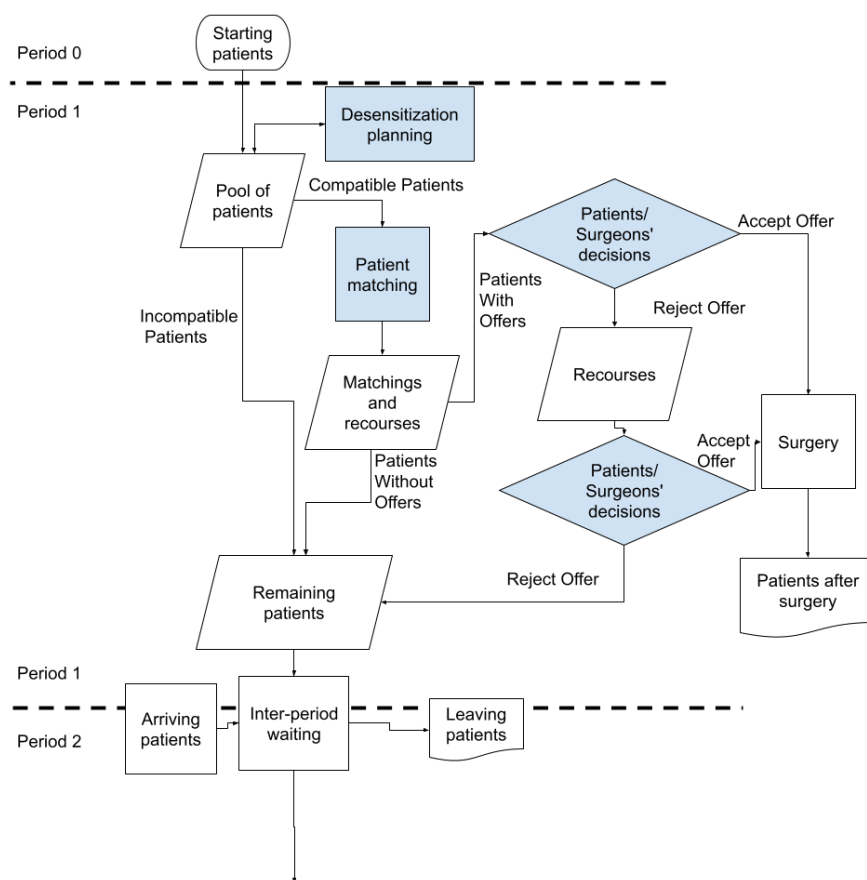 Starting
patients
Period 0
Period 1
Desensitization
planning
Pool of
patients
Compatible Patients
Patients/
Surgeons'
decisions
Accept Offer
Patient
matching
Patients
With
Offers
Incompatible
Patients
Reject Offer
Matchings
and
recourses
Recourses
Accept
Offer
Surgery
Patients
Without
Offers
Patients/
Surgeons'
decisions
Remaining
patients
Reject Offer
Patients after
surgery
Period 1
Arriving
patients
Inter-period
waiting
Leaving
patients
Period 2